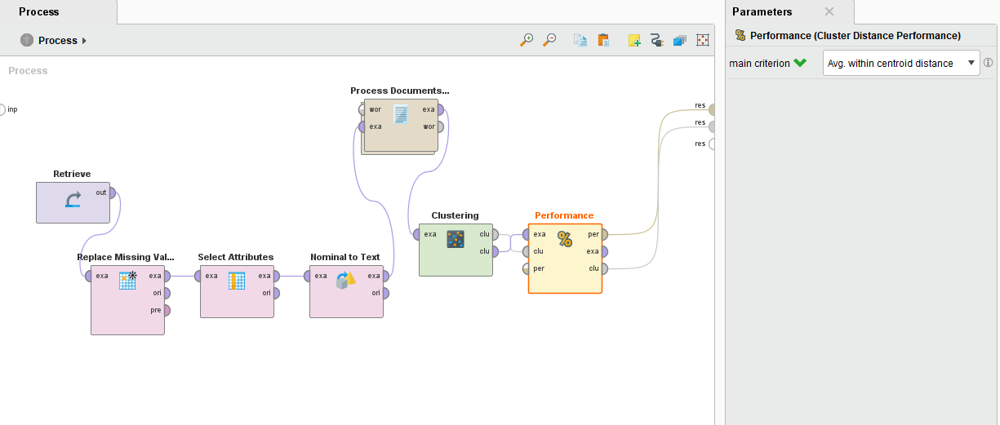 Process
Process
Process
inp
Retrieve
out
Replace Missing Val...
exa
exa
ori
pre
Select Attributes
exa
exa
ori
Nominal to Text
exa
exa
ori
Process Documents...
wor
exa
exa
wor
Clustering
exa
clu
clu
Performance
exa
per
clu
exa
per
clu
res
res
res
Parameters
Performance (Cluster Distance Performance)
main criterion
Avg. within centroid distance